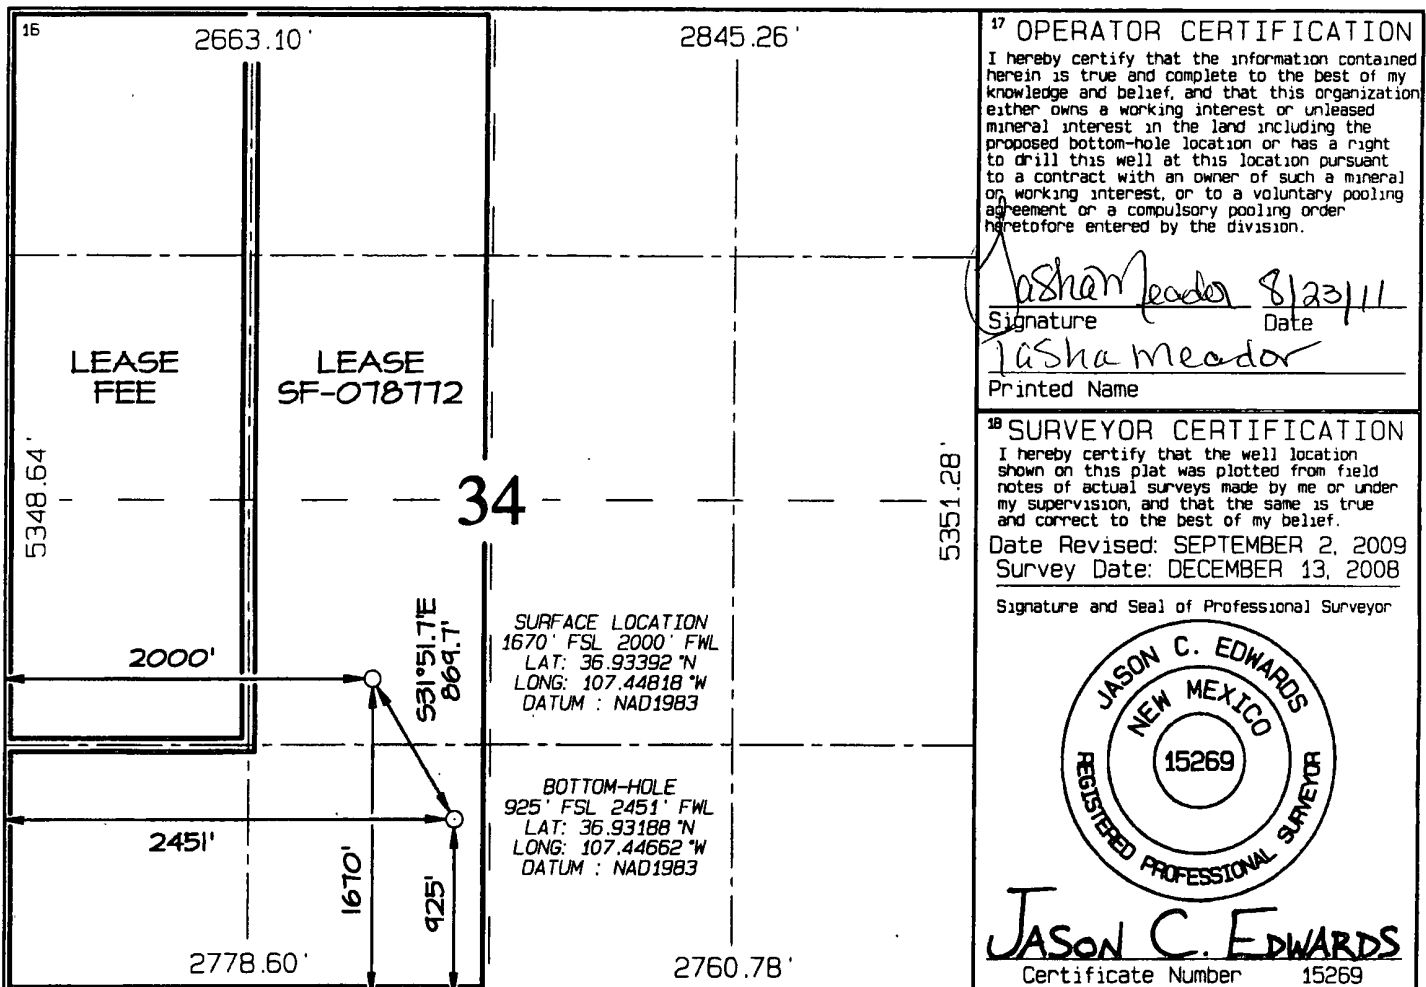 16
2663.10'
2845.26'
LEASE
FEE
LEASE
SF-078772
5348.64'
34
5351.28'
2000'
S31°51.7'E
869.7'
SURFACE LOCATION
1670' FSL 2000' FWL
LAT: 36.93392 °N
LONG: 107.44818 °W
DATUM : NAD1983
BOTTOM-HOLE
925' FSL 2451' FWL
LAT: 36.93188 °N
LONG: 107.44662 °W
DATUM : NAD1983
2451'
1670'
925'
2778.60'
2760.78'
17 OPERATOR CERTIFICATION
I hereby certify that the information contained
herein is true and complete to the best of my
knowledge and belief, and that this organization
either owns a working interest or unleased
mineral interest in the land including the
proposed bottom-hole location or has a right
to drill this well at this location pursuant
to a contract with an owner of such a mineral
or working interest, or to a voluntary pooling
agreement or a compulsory pooling order
heretofore entered by the division.
Tasha Meador 8/23/11
Signature Date
Tasha Meador
Printed Name
18 SURVEYOR CERTIFICATION
I hereby certify that the well location
shown on this plat was plotted from field
notes of actual surveys made by me or under
my supervision, and that the same is true
and correct to the best of my belief.
Date Revised: SEPTEMBER 2, 2009
Survey Date: DECEMBER 13, 2008
Signature and Seal of Professional Surveyor
JASON C. EDWARDS
NEW MEXICO
15269
REGISTERED PROFESSIONAL SURVEYOR
JASON C. EDWARDS
Certificate Number 15269